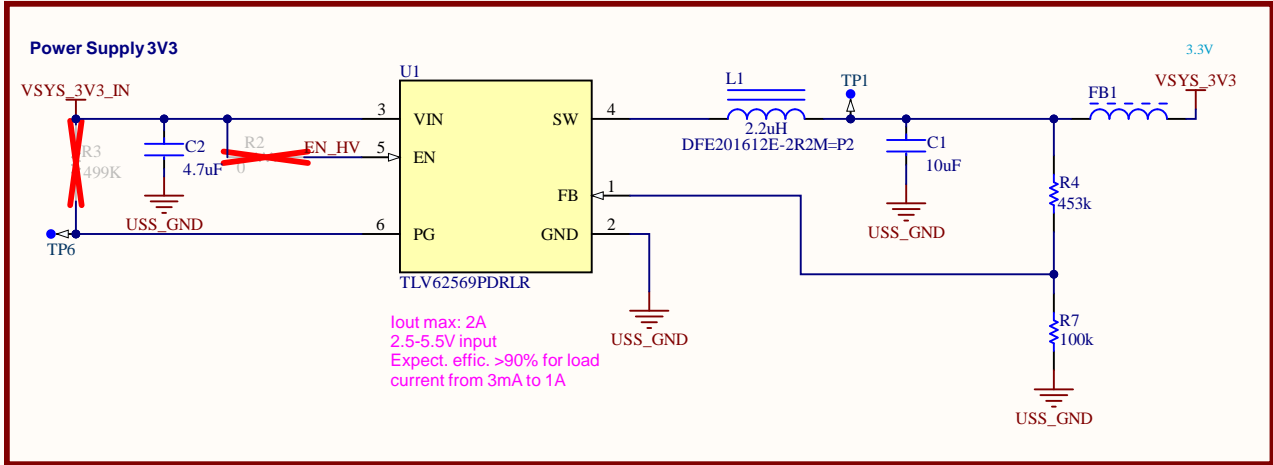 Power Supply 3V3
3.3V
VSYS_3V3_IN
U1
L1
TP1
FB1
VSYS_3V3
3
VIN
SW
4
2.2uH
DFE201612E-2R2M=P2
R3
499K
C2
4.7uF
R2
0
EN_HV
5
EN
C1
10uF
FB
1
R4
453k
USS_GND
USS_GND
TP6
6
PG
GND
2
TLV62569PDRLR
USS_GND
R7
100k
Iout max: 2A
2.5-5.5V input
Expect. effic. >90% for load
current from 3mA to 1A
USS_GND